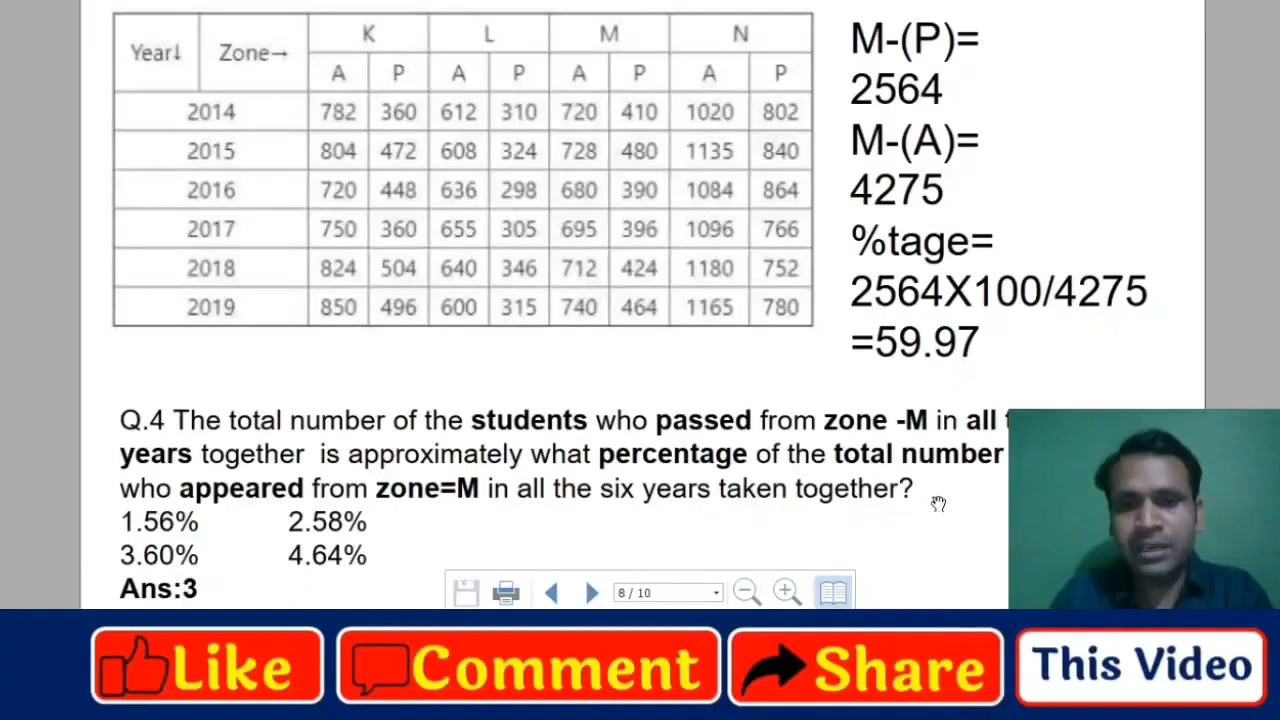 Year↓ Zone→ K L M N
A P A P A P A P
2014 782 360 612 310 720 410 1020 802
2015 804 472 608 324 728 480 1135 840
2016 720 448 636 298 680 390 1084 864
2017 750 360 655 305 695 396 1096 766
2018 824 504 640 346 712 424 1180 752
2019 850 496 600 315 740 464 1165 780
M-(P)=
2564
M-(A)=
4275
%tage=
2564X100/4275
=59.97
Q.4 The total number of the students who passed from zone -M in all
years together is approximately what percentage of the total number
who appeared from zone=M in all the six years taken together?
1.56% 2.58%
3.60% 4.64%
Ans:3
8 / 10
Like Comment Share This Video